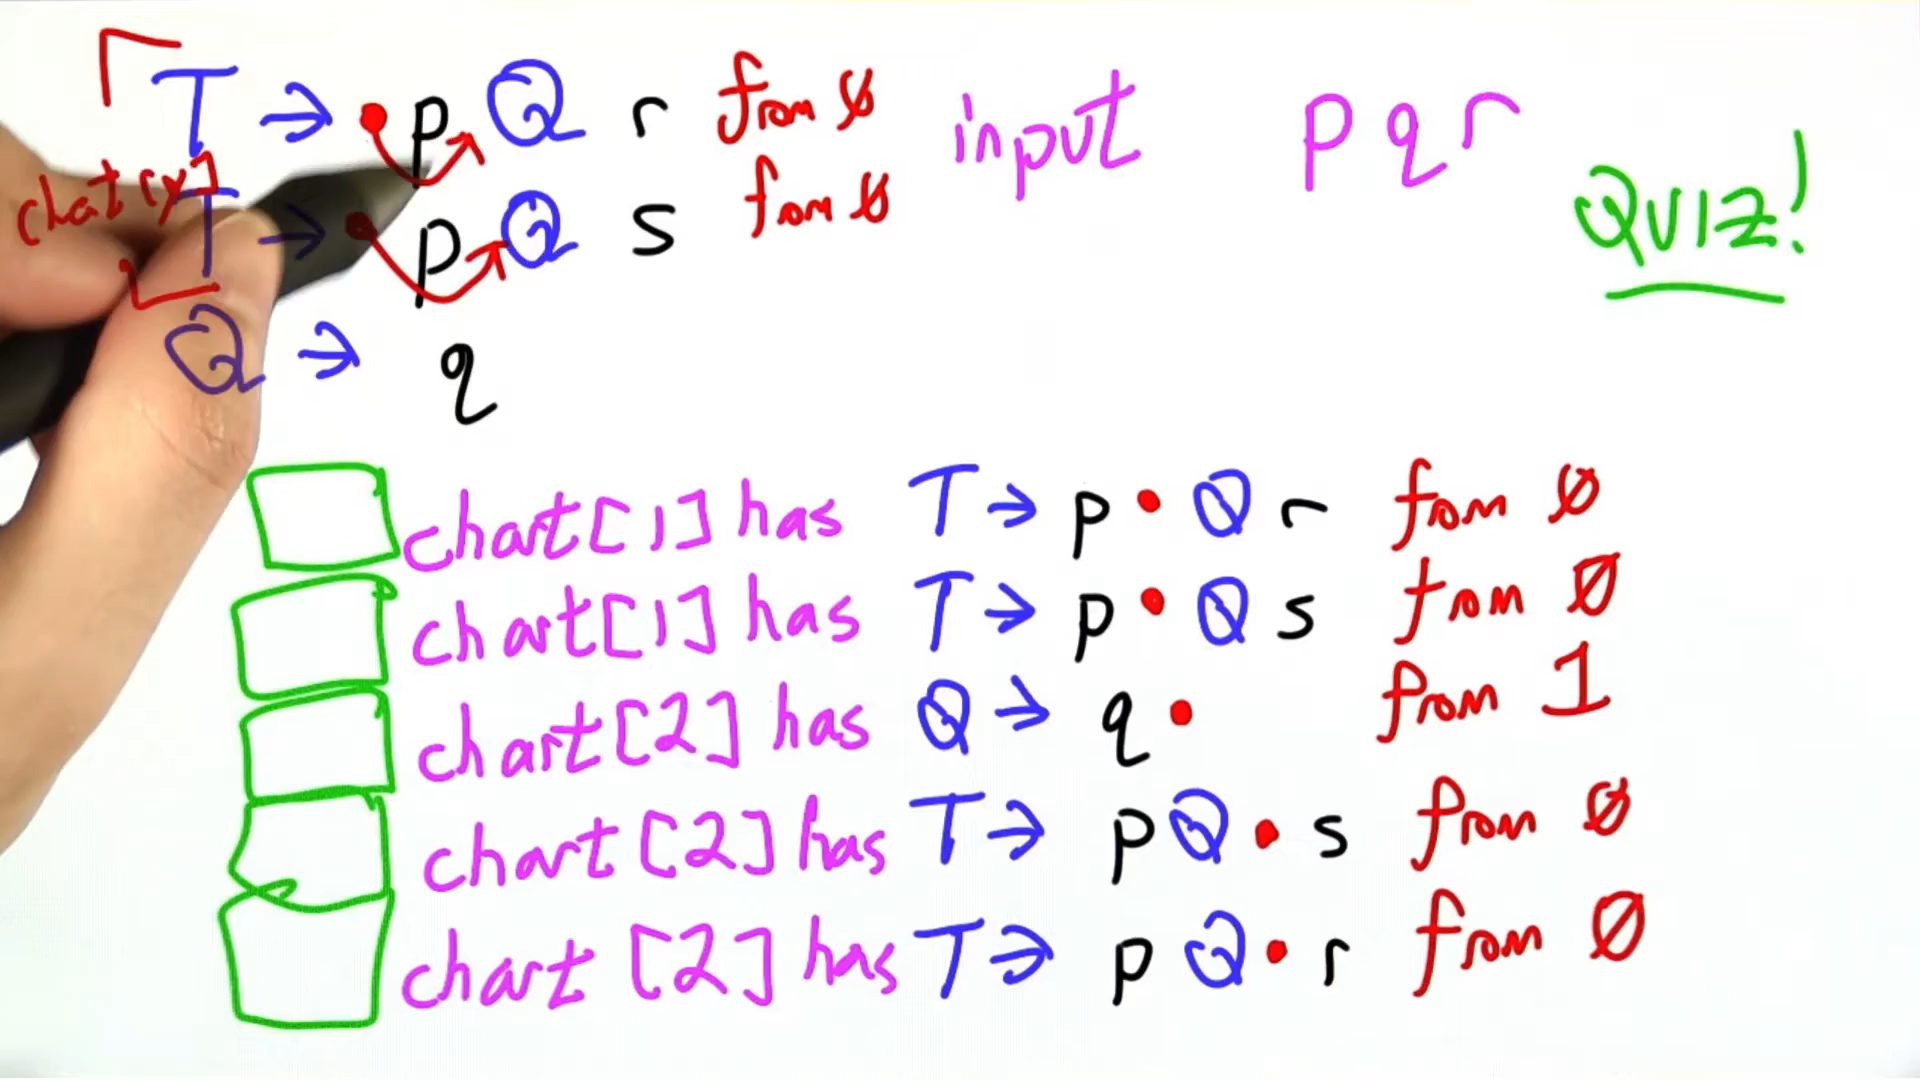 T → • p Q r from 0 input p q r
chart[y]
T → • p Q s from 0
QUIZ!
Q → q
chart[1] has T → p • Q r from 0
chart[1] has T → p • Q s from 0
chart[2] has Q → q • from 1
chart[2] has T → p Q • s from 0
chart[2] has T → p Q • r from 0